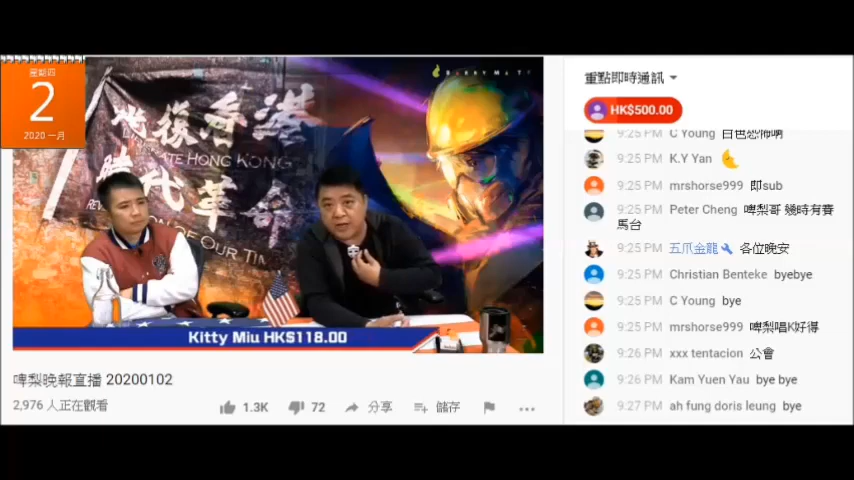 星期四
2
2020 一月
光復香港
LIBERATE HONG KONG
時代革命
REVOLUTION OF OUR TIMES
Kitty Miu HK$118.00
啤梨晚報直播 20200102
2,976 人正在觀看
1.3K
72
分享
儲存
重點即時通訊
HK$500.00
9:25 PM C Young 白色恐怖喎
9:25 PM K.Y Yan
9:25 PM mrshorse999 即sub
9:25 PM Peter Cheng 啤梨哥 幾時有賽
馬台
9:25 PM 五爪金龍 各位晚安
9:25 PM Christian Benteke byebye
9:25 PM C Young bye
9:25 PM mrshorse999 啤梨唱K好得
9:26 PM xxx tentacion 公會
9:26 PM Kam Yuen Yau bye bye
9:27 PM ah fung doris leung bye